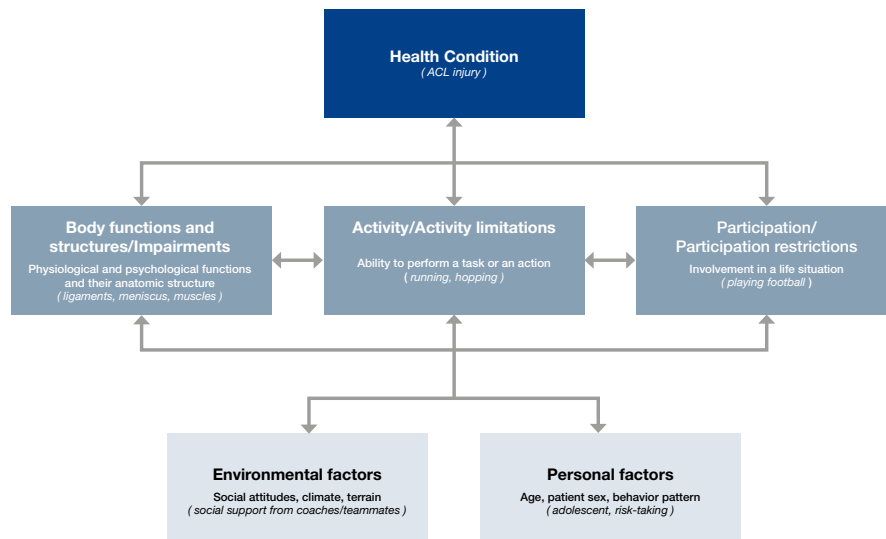 Health Condition
( ACL injury )
Body functions and
structures/Impairments
Physiological and psychological functions
and their anatomic structure
( ligaments, meniscus, muscles )
Activity/Activity limitations
Ability to perform a task or an action
( running, hopping )
Participation/
Participation restrictions
Involvement in a life situation
( playing football )
Environmental factors
Social attitudes, climate, terrain
( social support from coaches/teammates )
Personal factors
Age, patient sex, behavior pattern
( adolescent, risk-taking )